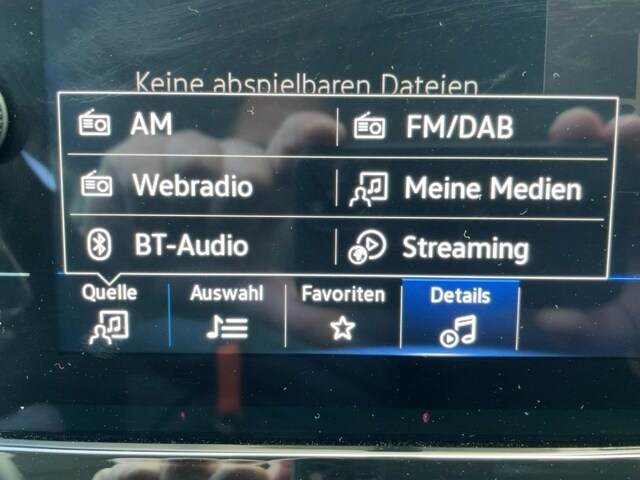 Keine abspielbaren Dateien
AM
FM/DAB
Webradio
Meine Medien
BT-Audio
Streaming
Quelle
Auswahl
Favoriten
Details